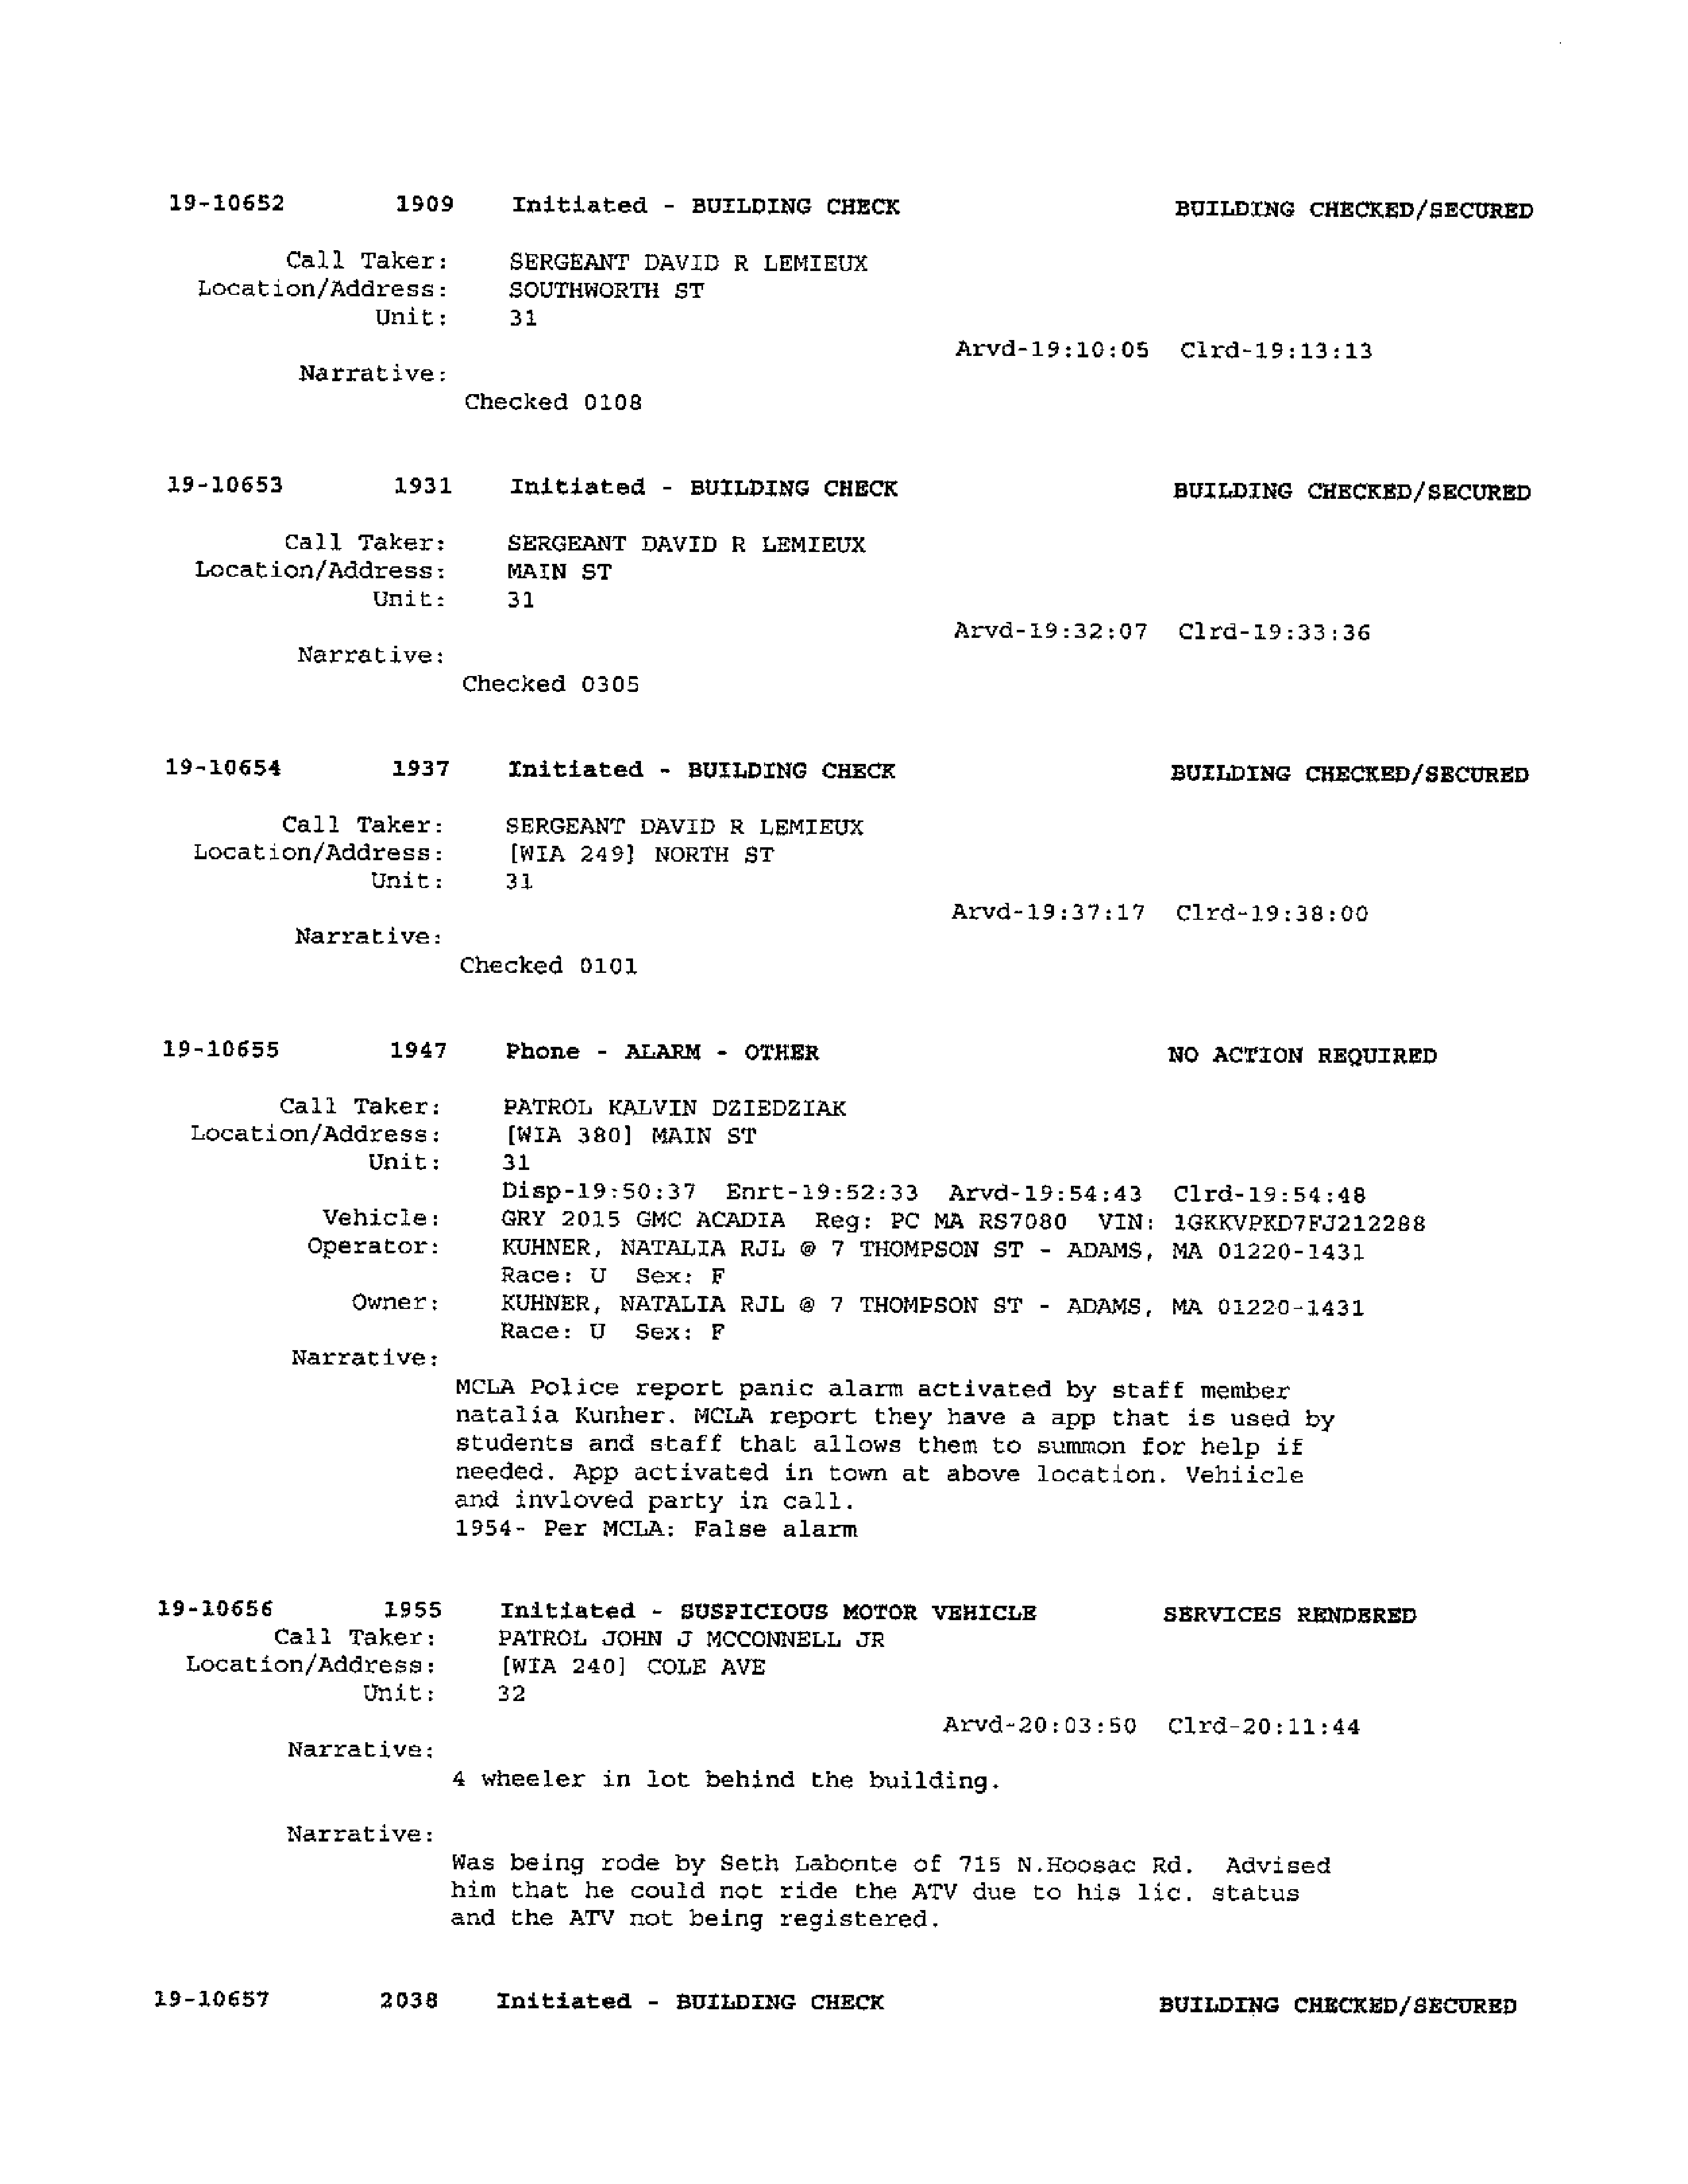 19-10652 1909 Initiated - BUILDING CHECK BUILDING CHECKED/SECURED
Call Taker: SERGEANT DAVID R LEMIEUX
Location/Address: SOUTHWORTH ST
Unit: 31
Arvd-19:10:05 Clrd-19:13:13
Narrative:
Checked 0108
19-10653 1931 Initiated - BUILDING CHECK BUILDING CHECKED/SECURED
Call Taker: SERGEANT DAVID R LEMIEUX
Location/Address: MAIN ST
Unit: 31
Arvd-19:32:07 Clrd-19:33:36
Narrative:
Checked 0305
19-10654 1937 Initiated - BUILDING CHECK BUILDING CHECKED/SECURED
Call Taker: SERGEANT DAVID R LEMIEUX
Location/Address: [WIA 249] NORTH ST
Unit: 31
Arvd-19:37:17 Clrd-19:38:00
Narrative:
Checked 0101
19-10655 1947 Phone - ALARM - OTHER NO ACTION REQUIRED
Call Taker: PATROL KALVIN DZIEDZIAK
Location/Address: [WIA 380] MAIN ST
Unit: 31
Disp-19:50:37 Enrt-19:52:33 Arvd-19:54:43 Clrd-19:54:48
Vehicle: GRY 2015 GMC ACADIA Reg: PC MA RS7080 VIN: 1GKKVPKD7FJ212288
Operator: KUHNER, NATALIA RJL @ 7 THOMPSON ST - ADAMS, MA 01220-1431
Race: U Sex: F
Owner: KUHNER, NATALIA RJL @ 7 THOMPSON ST - ADAMS, MA 01220-1431
Race: U Sex: F
Narrative:
MCLA Police report panic alarm activated by staff member
natalia Kunher. MCLA report they have a app that is used by
students and staff that allows them to summon for help if
needed. App activated in town at above location. Vehiicle
and invloved party in call.
1954- Per MCLA: False alarm
19-10656 1955 Initiated - SUSPICIOUS MOTOR VEHICLE SERVICES RENDERED
Call Taker: PATROL JOHN J MCCONNELL JR
Location/Address: [WIA 240] COLE AVE
Unit: 32
Arvd-20:03:50 Clrd-20:11:44
Narrative:
4 wheeler in lot behind the building.
Narrative:
Was being rode by Seth Labonte of 715 N.Hoosac Rd. Advised
him that he could not ride the ATV due to his lic. status
and the ATV not being registered.
19-10657 2038 Initiated - BUILDING CHECK BUILDING CHECKED/SECURED